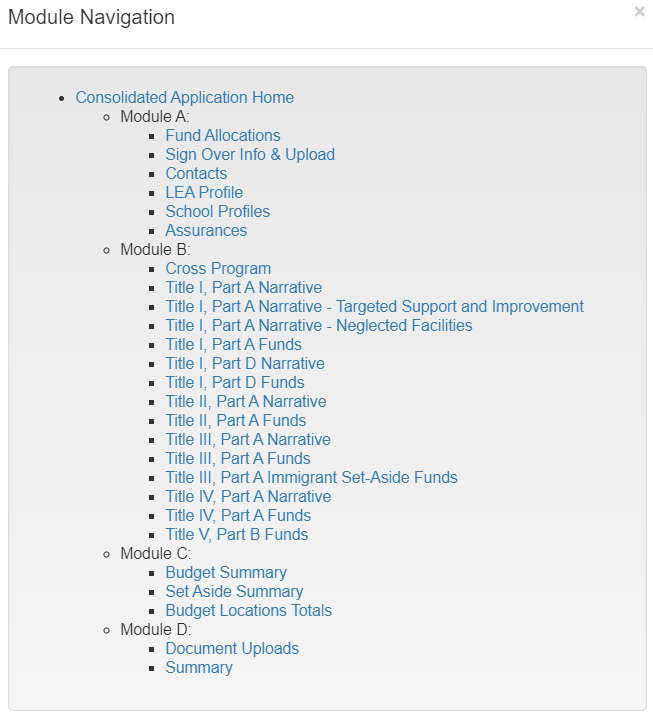 Module Navigation
×
Consolidated Application Home
Module A:
Fund Allocations
Sign Over Info & Upload
Contacts
LEA Profile
School Profiles
Assurances
Module B:
Cross Program
Title I, Part A Narrative
Title I, Part A Narrative - Targeted Support and Improvement
Title I, Part A Narrative - Neglected Facilities
Title I, Part A Funds
Title I, Part D Narrative
Title I, Part D Funds
Title II, Part A Narrative
Title II, Part A Funds
Title III, Part A Narrative
Title III, Part A Funds
Title III, Part A Immigrant Set-Aside Funds
Title IV, Part A Narrative
Title IV, Part A Funds
Title V, Part B Funds
Module C:
Budget Summary
Set Aside Summary
Budget Locations Totals
Module D:
Document Uploads
Summary